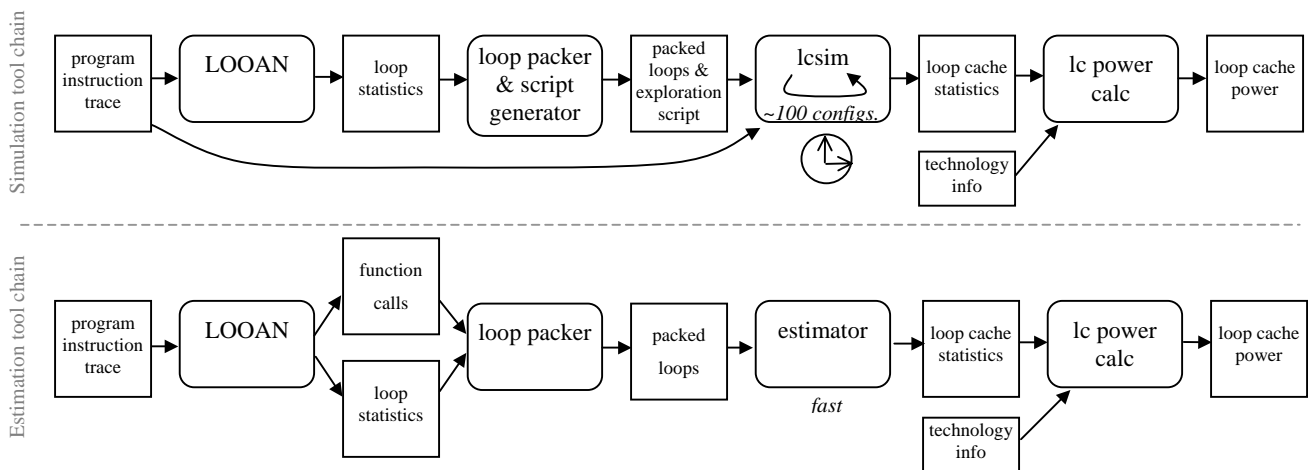 Simulation tool chain
program
instruction
trace
LOOAN
loop
statistics
loop packer
& script
generator
packed
loops &
exploration
script
lcsim
~100 configs.
loop cache
statistics
technology
info
lc power
calc
loop cache
power
Estimation tool chain
program
instruction
trace
LOOAN
function
calls
loop
statistics
loop packer
packed
loops
estimator
fast
loop cache
statistics
technology
info
lc power
calc
loop cache
power